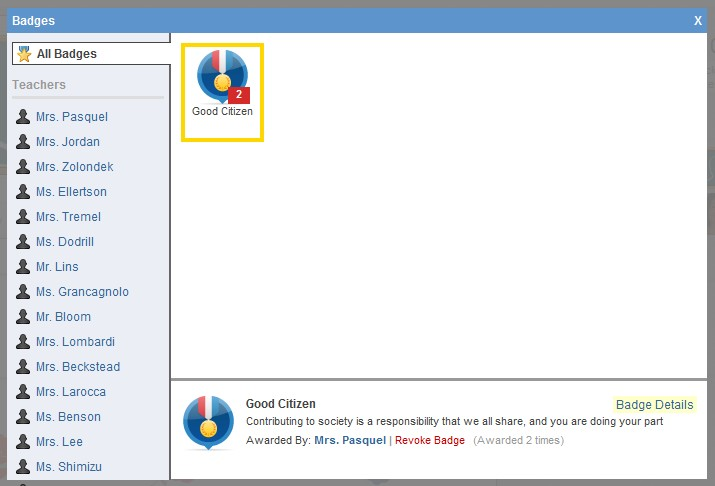 Badges X
All Badges
Teachers
Mrs. Pasquel
Mrs. Jordan
Mrs. Zolondek
Ms. Ellertson
Mrs. Tremel
Ms. Dodrill
Mr. Lins
Ms. Grancagnolo
Mr. Bloom
Mrs. Lombardi
Mrs. Beckstead
Mrs. Larocca
Ms. Benson
Mrs. Lee
Ms. Shimizu
2
Good Citizen
Good Citizen Badge Details
Contributing to society is a responsibility that we all share, and you are doing your part
Awarded By: Mrs. Pasquel | Revoke Badge (Awarded 2 times)